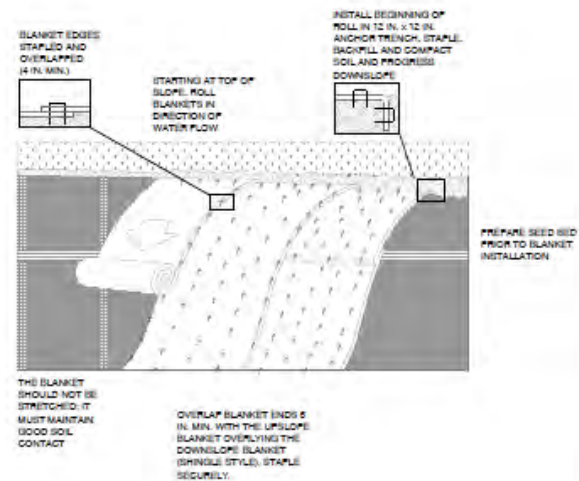 BLANKET EDGES
STAPLED AND
OVERLAPPED
(4 IN. MIN.)
STARTING AT TOP OF
SLOPE, ROLL
BLANKETS IN
DIRECTION OF
WATER FLOW
INSTALL BEGINNING OF
ROLL IN 12 IN. x 12 IN.
ANCHOR TRENCH, STAPLE,
BACKFILL AND COMPACT
SOIL AND PROGRESS
DOWNSLOPE
PREPARE SEED BED
PRIOR TO BLANKET
INSTALLATION
THE BLANKET
SHOULD NOT BE
STRETCHED; IT
MUST MAINTAIN
GOOD SOIL
CONTACT
OVERLAP BLANKET ENDS 6
IN. MIN. WITH THE UPSLOPE
BLANKET OVERLYING THE
DOWNSLOPE BLANKET
(SHINGLE STYLE). STAPLE
SECURELY.